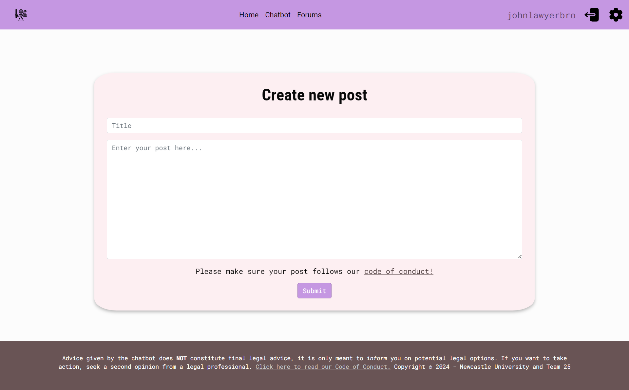 Home Chatbot Forums johnlawyerbro
Create new post
Title
Enter your post here...
Please make sure your post follows our code of conduct!
Submit
Advice given by the chatbot does NOT constitute final legal advice, it is only meant to inform you on potential legal options. If you want to take
action, seek a second opinion from a legal professional. Click here to read our Code of Conduct. Copyright © 2024 - Newcastle University and Team 25